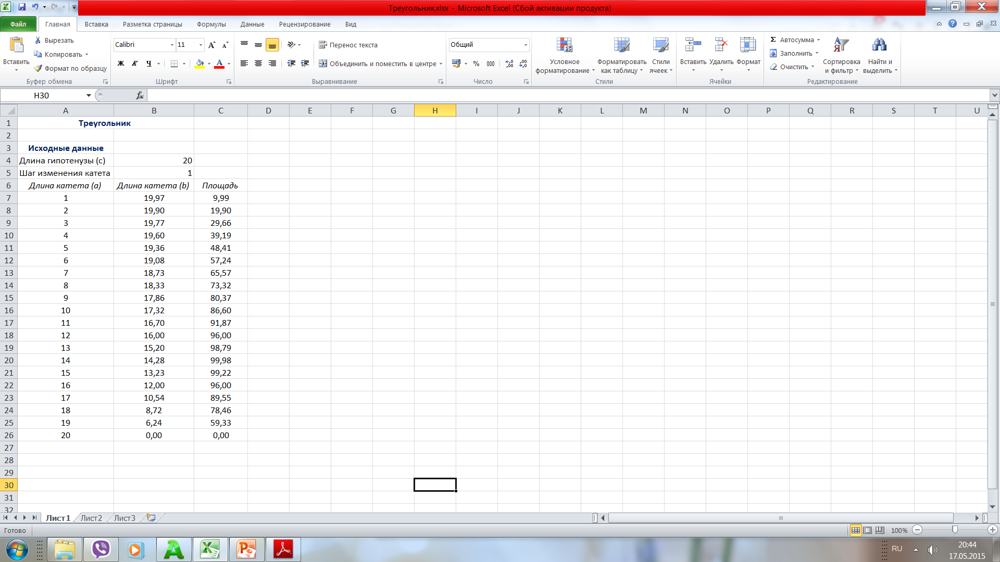 Треугольник.xlsx - Microsoft Excel (Сбой активации продукта)
Файл Главная Вставка Разметка страницы Формулы Данные Рецензирование Вид
Вставить
Вырезать
Копировать
Формат по образцу
Буфер обмена
Calibri 11
Ж К Ч А
Шрифт
Перенос текста
Объединить и поместить в центре
Выравнивание
Общий
% 000
Число
Условное форматирование
Форматировать как таблицу
Стили ячеек
Стили
Вставить Удалить Формат
Ячейки
Σ Автосумма
Заполнить
Очистить
Сортировка и фильтр
Найти и выделить
Редактирование
H30 fx
A B C D E F G H I J K L M N O P Q R S T U
1 Треугольник
2
3 Исходные данные
4 Длина гипотенузы (с) 20
5 Шаг изменения катета 1
6 Длина катета (a) Длина катета (b) Площадь
7 1 19,97 9,99
8 2 19,90 19,90
9 3 19,77 29,66
10 4 19,60 39,19
11 5 19,36 48,41
12 6 19,08 57,24
13 7 18,73 65,57
14 8 18,33 73,32
15 9 17,86 80,37
16 10 17,32 86,60
17 11 16,70 91,87
18 12 16,00 96,00
19 13 15,20 98,79
20 14 14,28 99,98
21 15 13,23 99,22
22 16 12,00 96,00
23 17 10,54 89,55
24 18 8,72 78,46
25 19 6,24 59,33
26 20 0,00 0,00
27
28
29
30
31
32
Лист1 Лист2 Лист3
Готово 100%
RU 20:44
17.05.2015